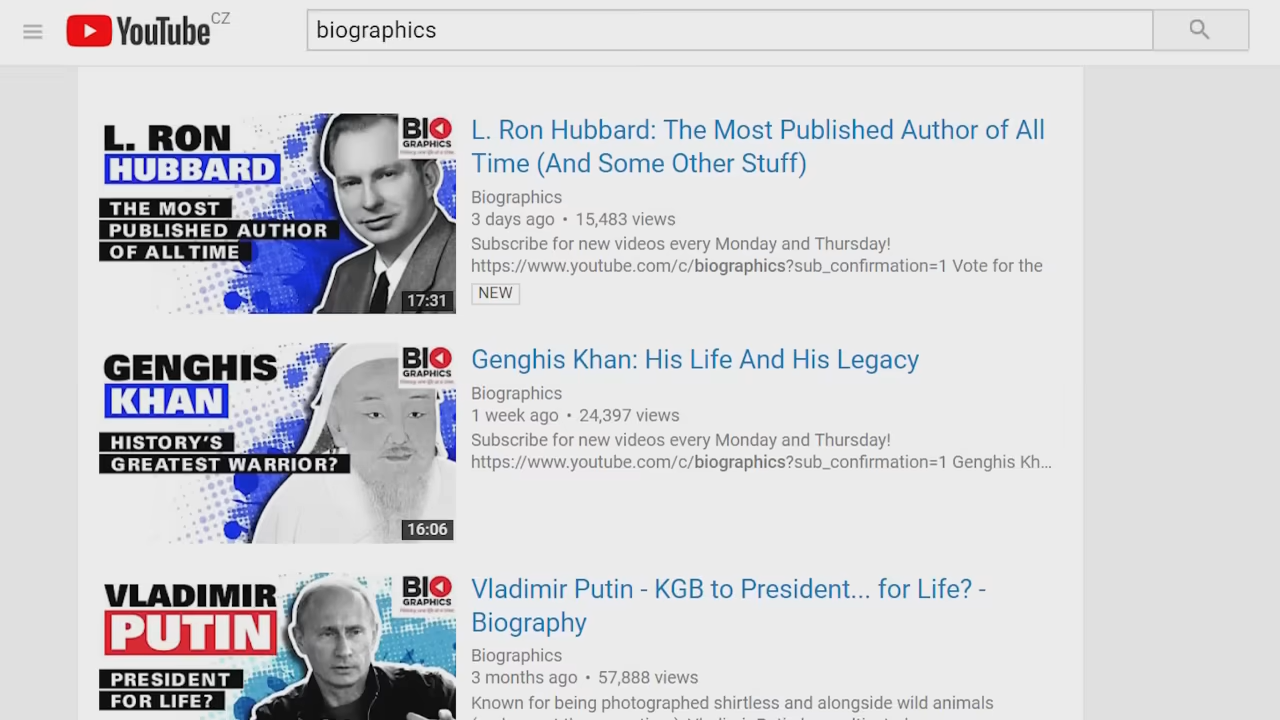 YouTube CZ
biographics
L. RON
HUBBARD
THE MOST
PUBLISHED AUTHOR
OF ALL TIME
BIO
GRAPHICS
17:31
L. Ron Hubbard: The Most Published Author of All
Time (And Some Other Stuff)
Biographics
3 days ago • 15,483 views
Subscribe for new videos every Monday and Thursday!
https://www.youtube.com/c/biographics?sub_confirmation=1 Vote for the
NEW
GENGHIS
KHAN
HISTORY'S
GREATEST WARRIOR?
BIO
GRAPHICS
16:06
Genghis Khan: His Life And His Legacy
Biographics
1 week ago • 24,397 views
Subscribe for new videos every Monday and Thursday!
https://www.youtube.com/c/biographics?sub_confirmation=1 Genghis Kh...
VLADIMIR
PUTIN
PRESIDENT
FOR LIFE?
BIO
GRAPHICS
Vladimir Putin - KGB to President... for Life? -
Biography
Biographics
3 months ago • 57,888 views
Known for being photographed shirtless and alongside wild animals